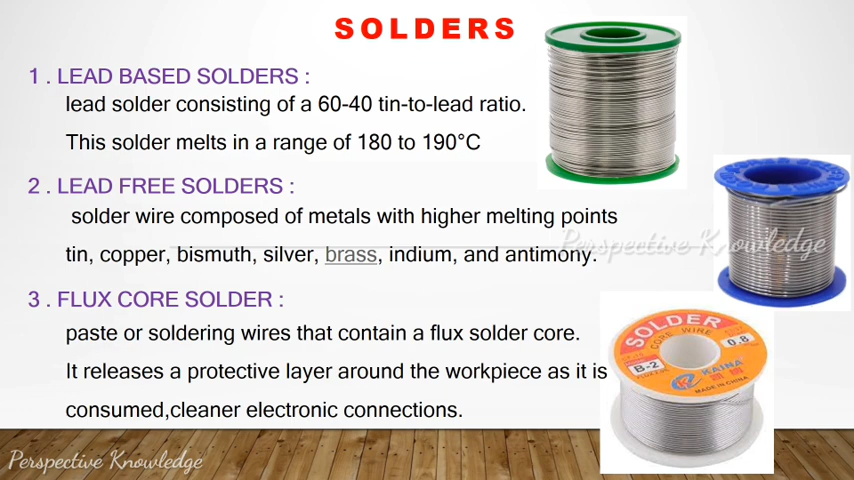 SOLDERS
1 . LEAD BASED SOLDERS :
lead solder consisting of a 60-40 tin-to-lead ratio.
This solder melts in a range of 180 to 190°C
2 . LEAD FREE SOLDERS :
solder wire composed of metals with higher melting points
Perspective Knowledge
tin, copper, bismuth, silver, brass, indium, and antimony.
3 . FLUX CORE SOLDER :
paste or soldering wires that contain a flux solder core.
It releases a protective layer around the workpiece as it is
consumed,cleaner electronic connections.
SOLDER
CORE WIRE
0.8
B-2
KAINA
MADE IN CHINA
Perspective Knowledge